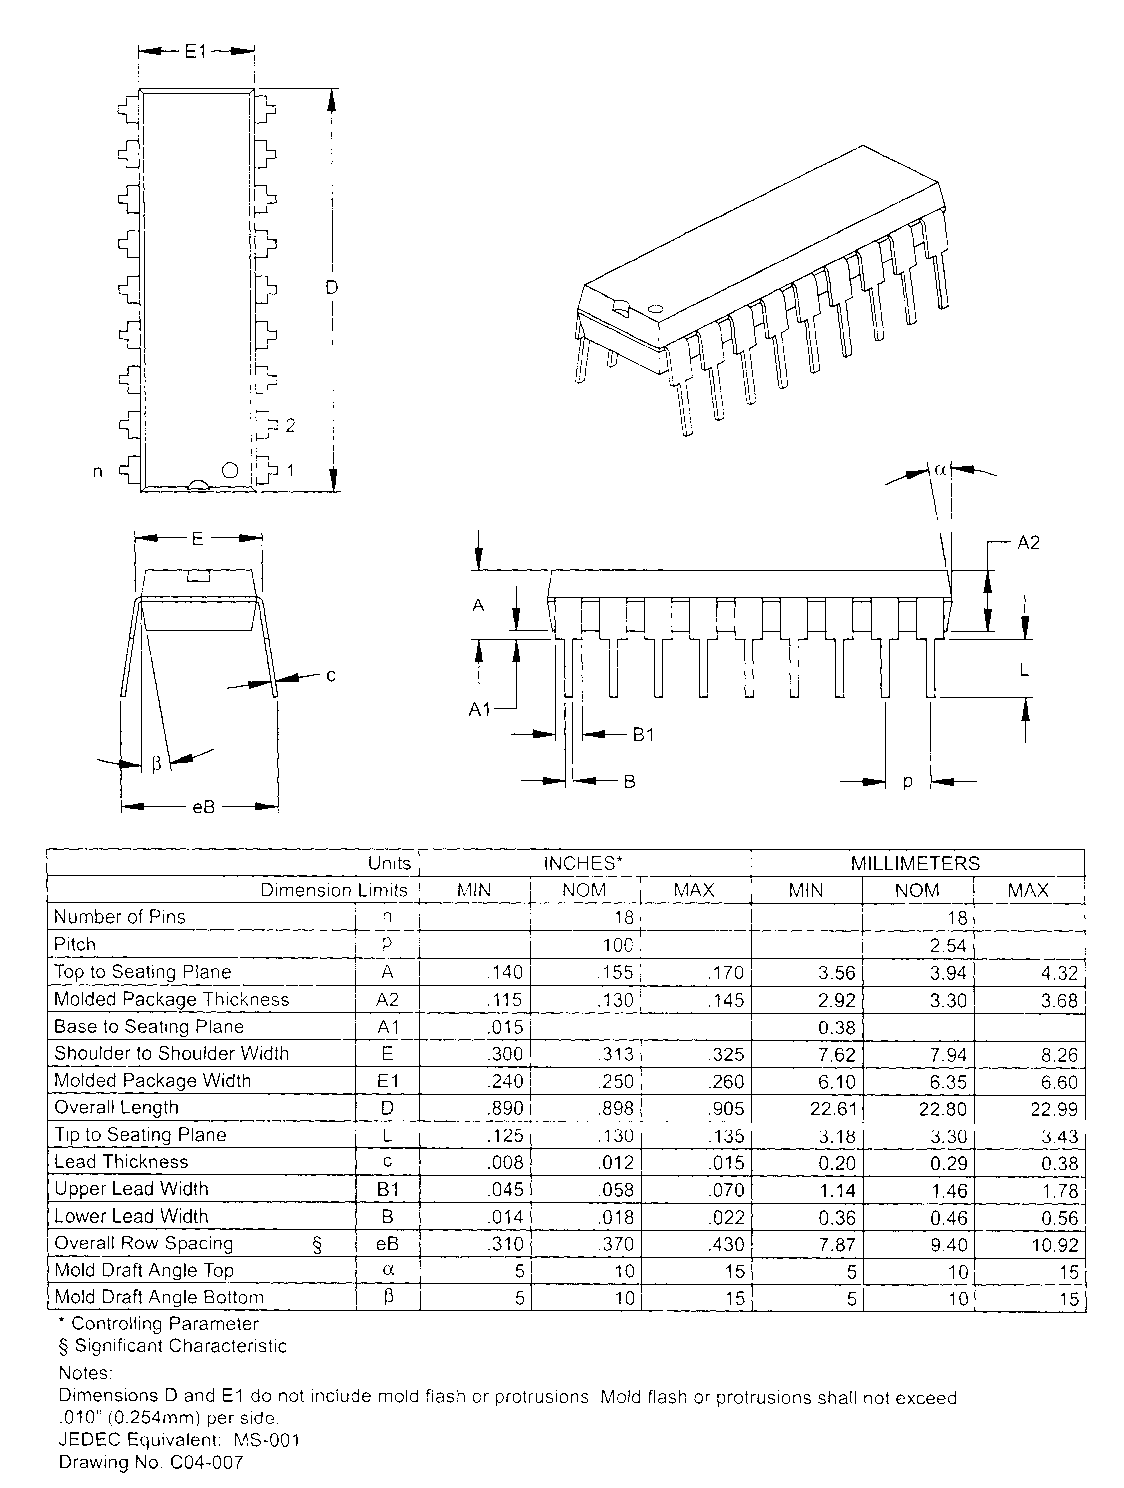 E1
D
2
n 1
α
E
A2
A
c
L
A1
B1
β
B
p
eB
Units INCHES* MILLIMETERS
Dimension Limits MIN NOM MAX MIN NOM MAX
Number of Pins n 18 18
Pitch p 100 2.54
Top to Seating Plane A .140 .155 .170 3.56 3.94 4.32
Molded Package Thickness A2 .115 .130 .145 2.92 3.30 3.68
Base to Seating Plane A1 .015 0.38
Shoulder to Shoulder Width E .300 .313 .325 7.62 7.94 8.26
Molded Package Width E1 .240 .250 .260 6.10 6.35 6.60
Overall Length D .890 .898 .905 22.61 22.80 22.99
Tip to Seating Plane L .125 .130 .135 3.18 3.30 3.43
Lead Thickness c .008 .012 .015 0.20 0.29 0.38
Upper Lead Width B1 .045 .058 .070 1.14 1.46 1.78
Lower Lead Width B .014 .018 .022 0.36 0.46 0.56
Overall Row Spacing § eB .310 .370 .430 7.87 9.40 10.92
Mold Draft Angle Top α 5 10 15 5 10 15
Mold Draft Angle Bottom β 5 10 15 5 10 15
* Controlling Parameter
§ Significant Characteristic
Notes:
Dimensions D and E1 do not include mold flash or protrusions. Mold flash or protrusions shall not exceed
.010" (0.254mm) per side.
JEDEC Equivalent: MS-001
Drawing No. C04-007